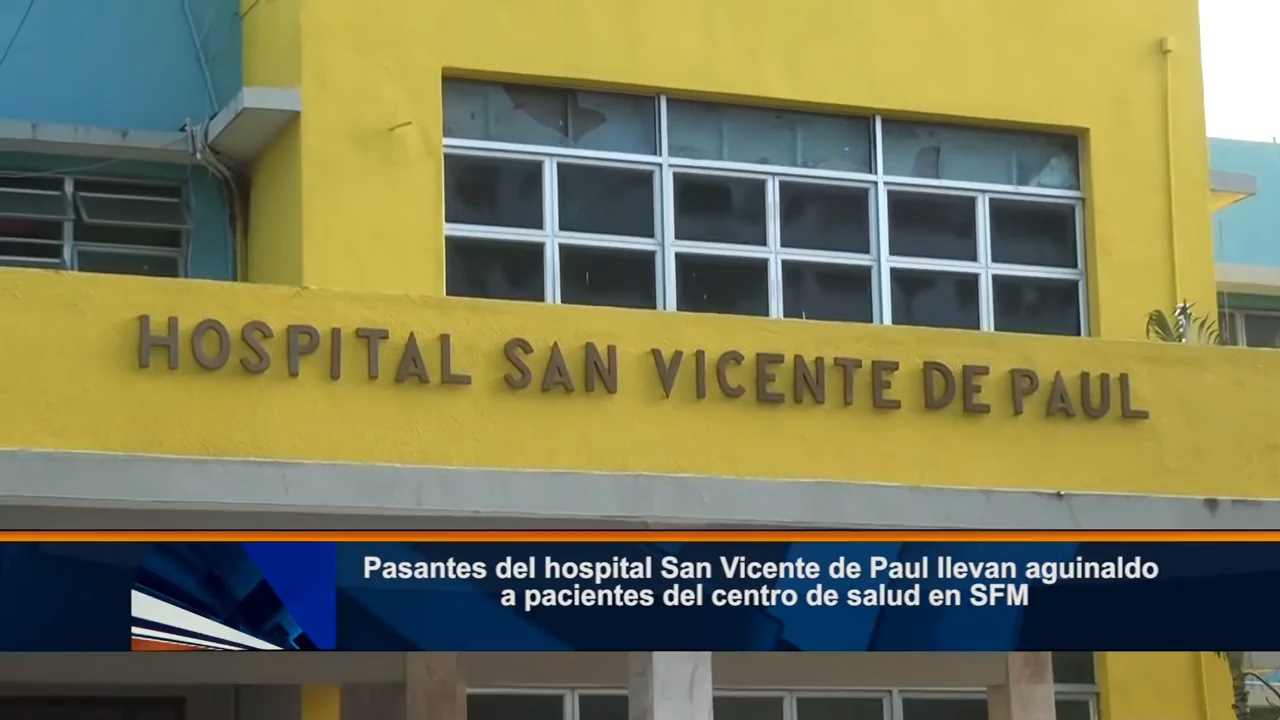 HOSPITAL SAN VICENTE DE PAUL
Pasantes del hospital San Vicente de Paul llevan aguinaldo
a pacientes del centro de salud en SFM